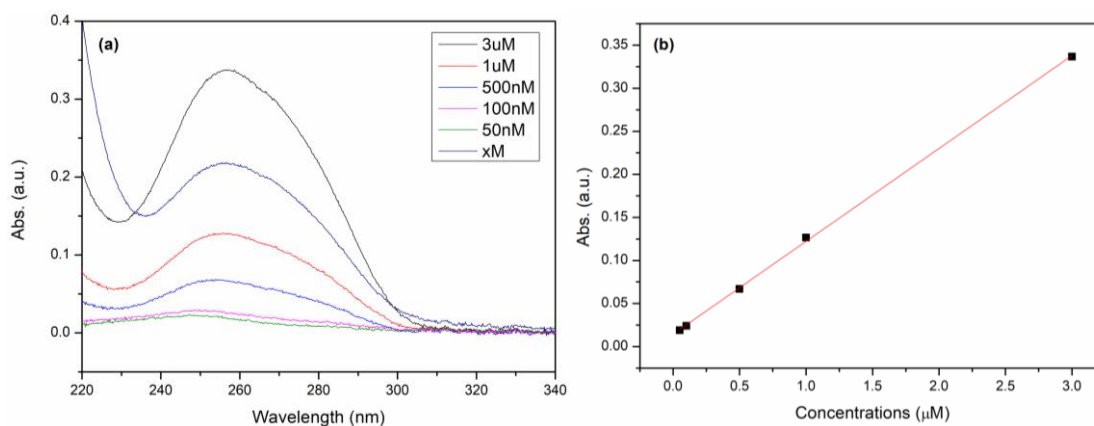 (a)
3uM
1uM
500nM
100nM
50nM
xM
0.4
0.3
0.2
0.1
0.0
Abs. (a.u.)
220 240 260 280 300 320 340
Wavelength (nm)
(b)
0.35
0.30
0.25
0.20
0.15
0.10
0.05
0.00
Abs. (a.u.)
0.0 0.5 1.0 1.5 2.0 2.5 3.0
Concentrations (μM)